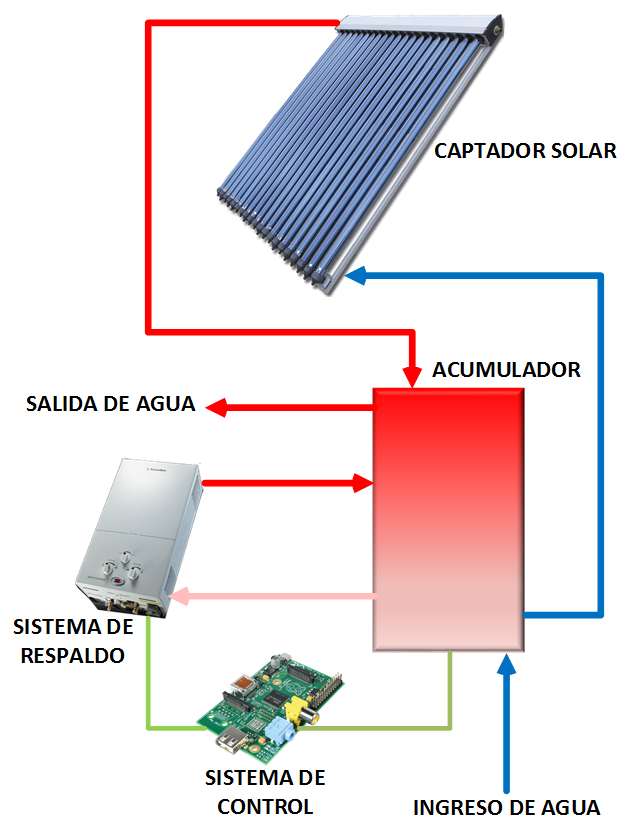 CAPTADOR SOLAR
ACUMULADOR
SALIDA DE AGUA
SISTEMA DE
RESPALDO
SISTEMA DE
CONTROL
INGRESO DE AGUA